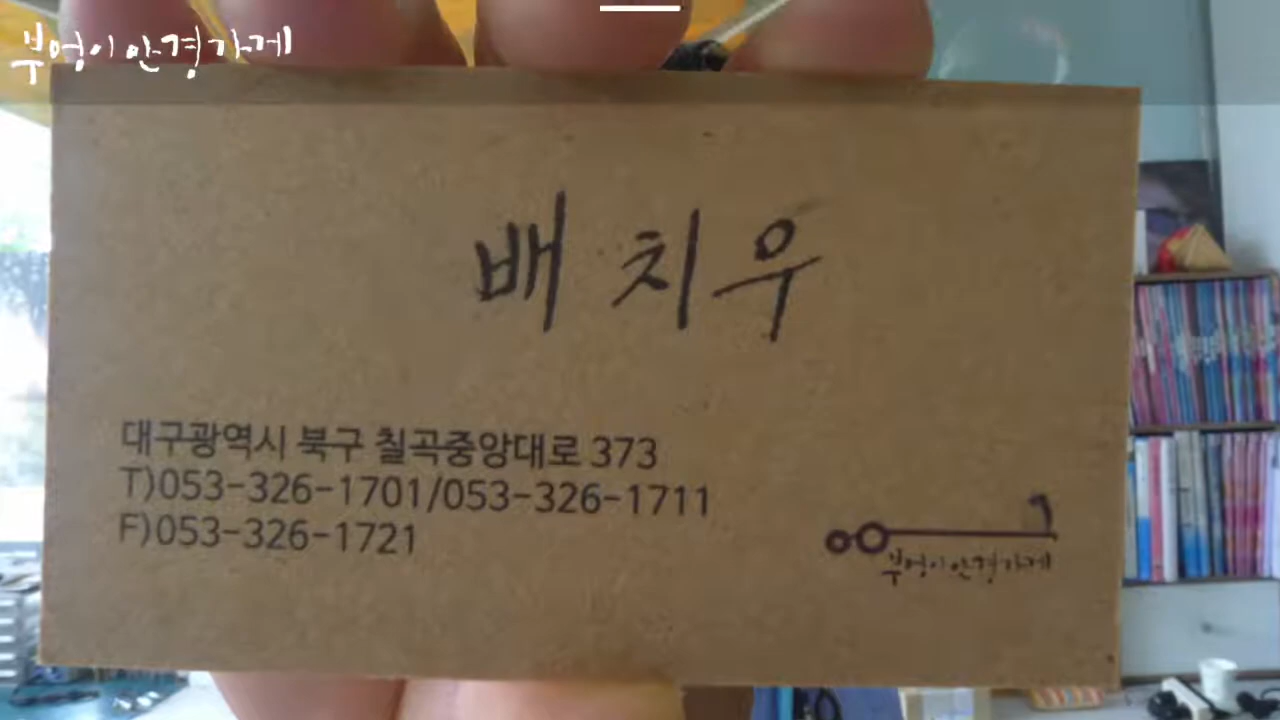 부엉이안경가게
배치우
대구광역시 북구 칠곡중앙대로 373
T)053-326-1701/053-326-1711
F)053-326-1721
부엉이안경가게